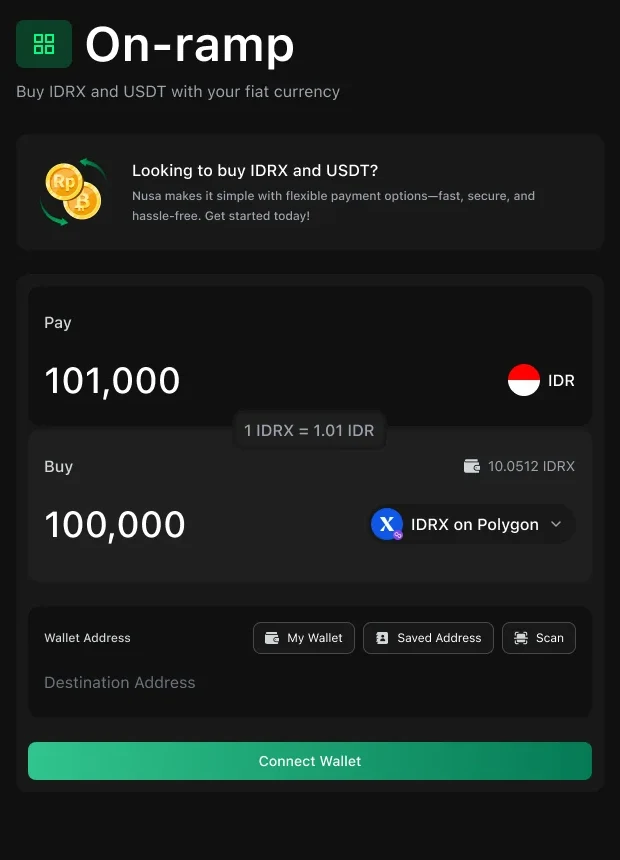 On-ramp
Buy IDRX and USDT with your fiat currency
Rp
Looking to buy IDRX and USDT?
Nusa makes it simple with flexible payment options—fast, secure, and
hassle-free. Get started today!
Pay
101,000
IDR
1 IDRX = 1.01 IDR
Buy
10.0512 IDRX
100,000
X
IDRX on Polygon
Wallet Address
My Wallet
Saved Address
Scan
Destination Address
Connect Wallet